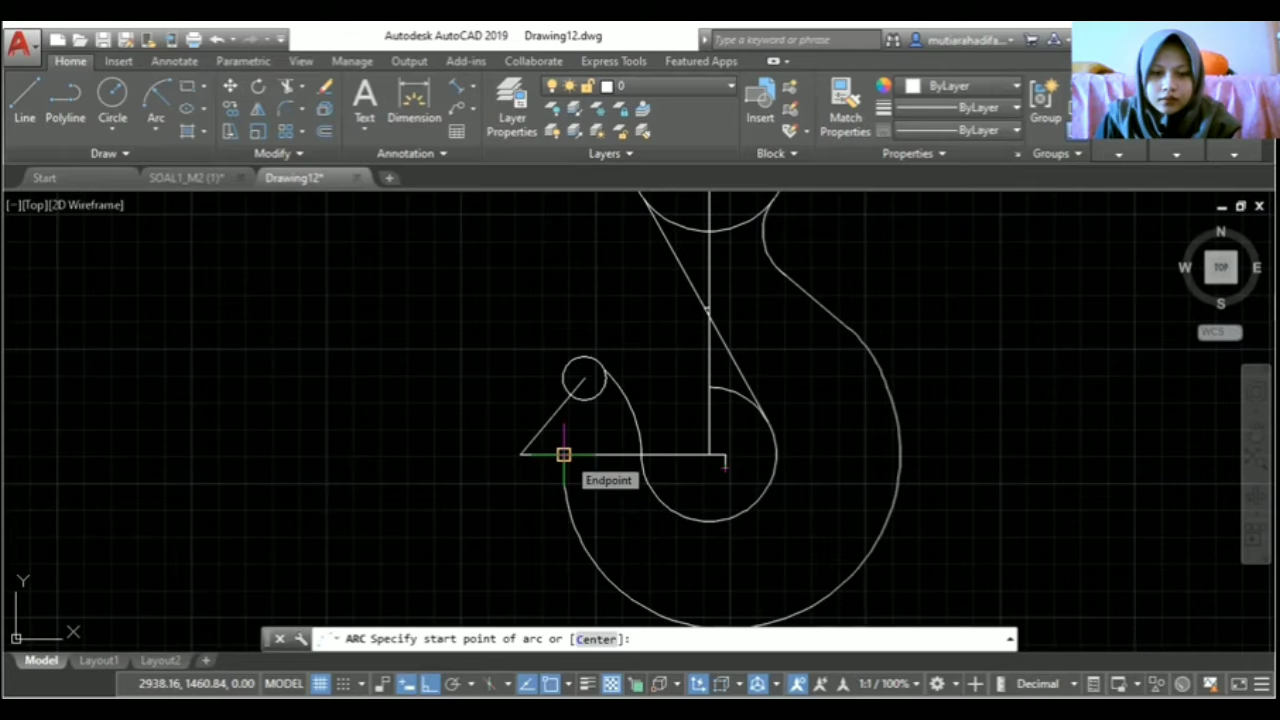 Autodesk AutoCAD 2019 Drawing12.dwg
Type a keyword or phrase
mutiarahadifa...
Home Insert Annotate Parametric View Manage Output Add-ins Collaborate Express Tools Featured Apps
Line Polyline Circle Arc
Text Dimension
Layer Properties
0
Insert
Match Properties
ByLayer
ByLayer
ByLayer
Group
Draw Modify Annotation Layers Block Properties Groups
Start SOAL1_M2 (1)* Drawing12*
[−][Top][2D Wireframe]
N
W TOP E
S
WCS
Endpoint
Y
X
ARC Specify start point of arc or [Center]:
Model Layout1 Layout2
2938.16, 1460.84, 0.00 MODEL 1:1 / 100% Decimal